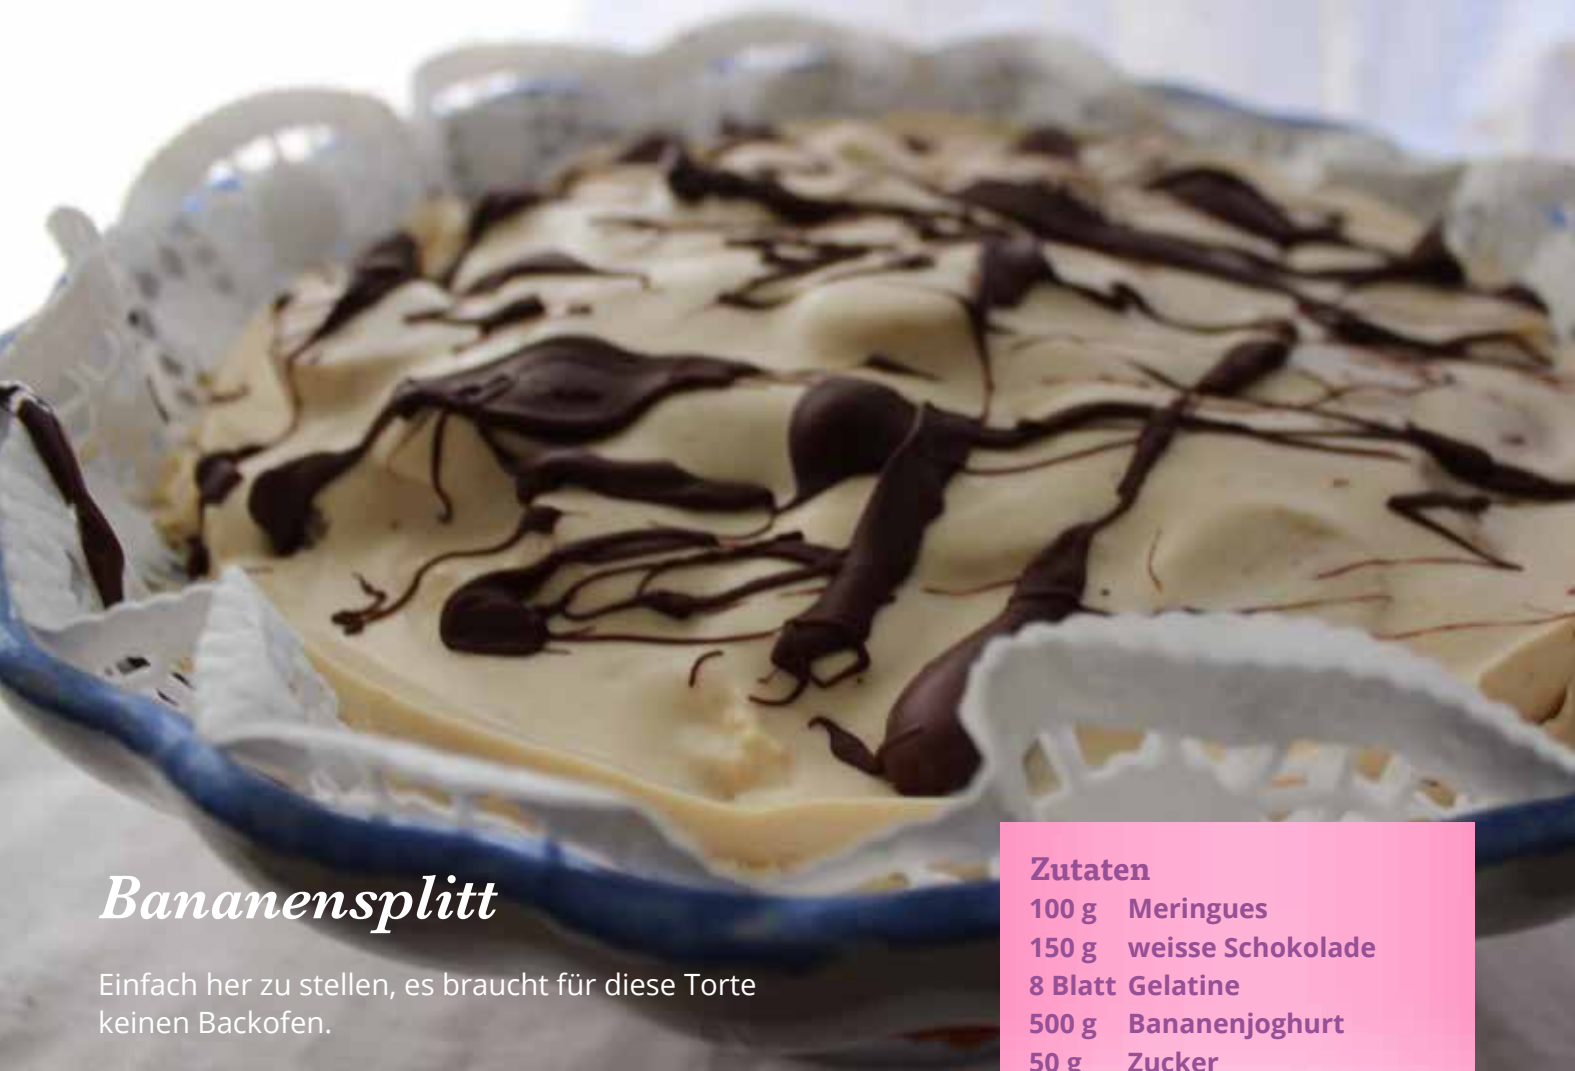 Bananensplitt
Einfach her zu stellen, es braucht für diese Torte
keinen Backofen.
Zutaten
100 g Meringues
150 g weisse Schokolade
8 Blatt Gelatine
500 g Bananenjoghurt
50 g Zucker